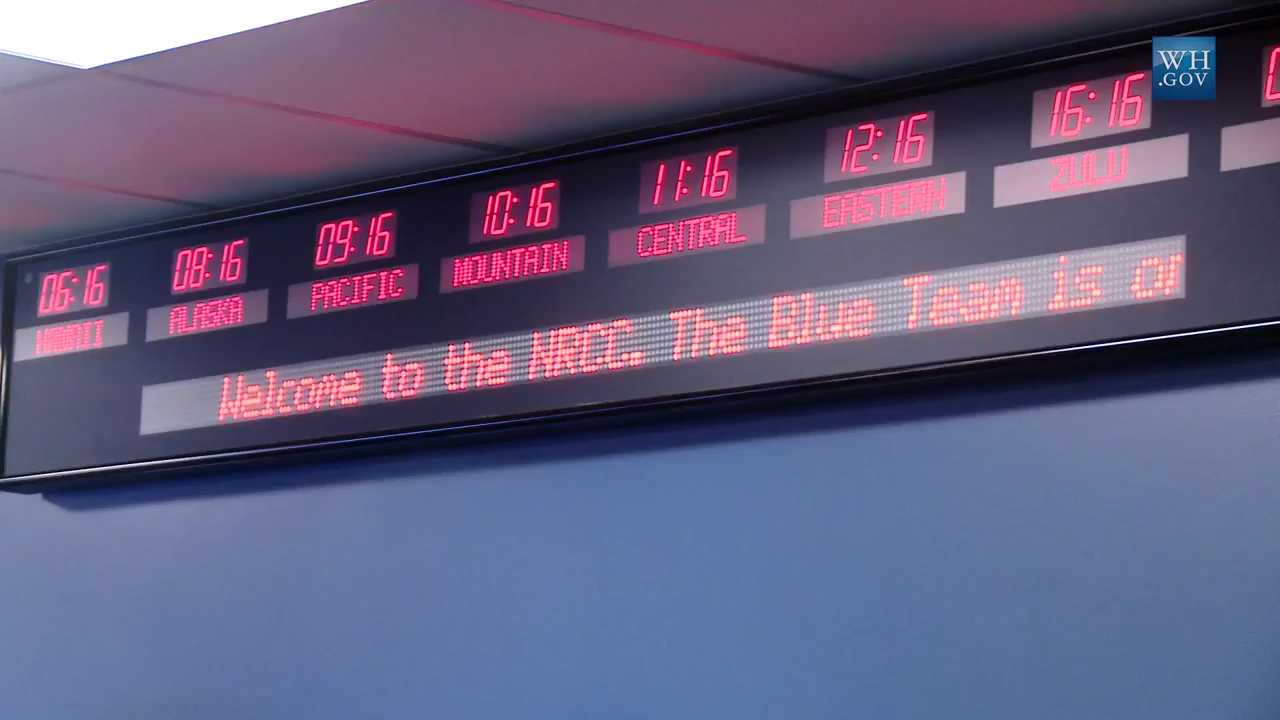 WH
.GOV
06:16 08:16 09:16 10:16 11:16 12:16 16:16
HAWAII ALASKA PACIFIC MOUNTAIN CENTRAL EASTERN ZULU
Welcome to the NRCC. The Blue Team is